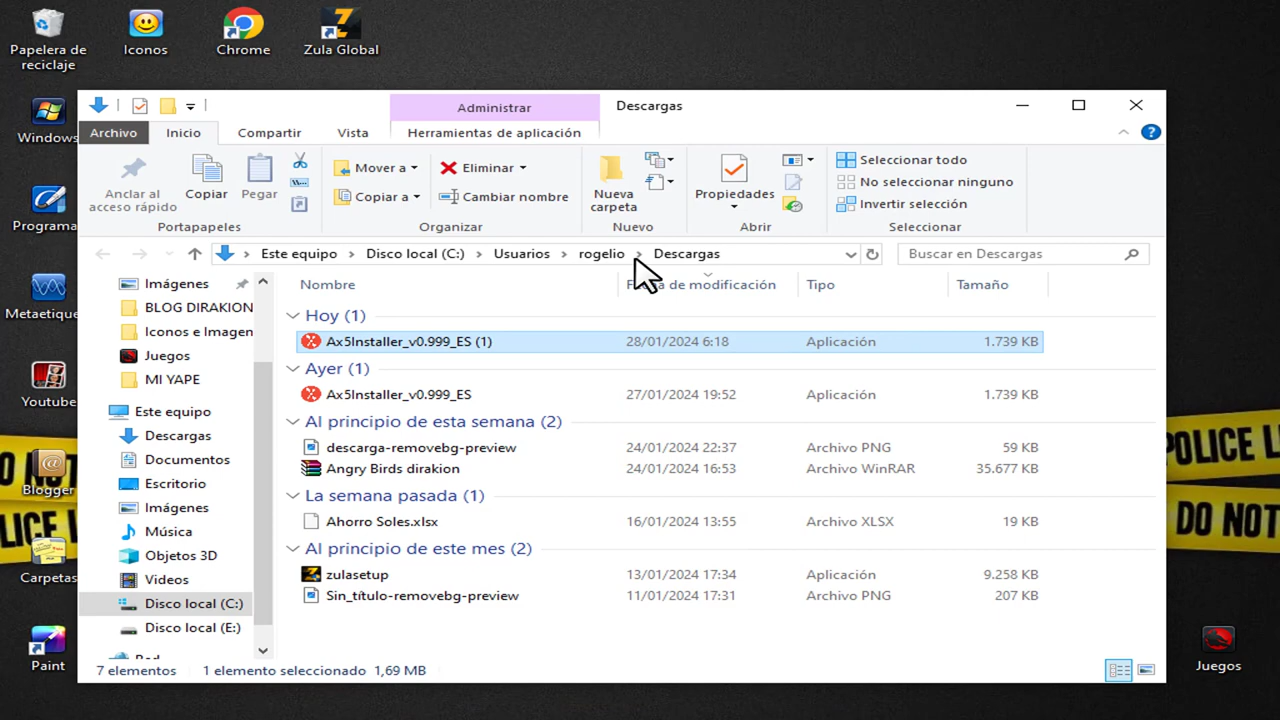 Papelera de
reciclaje
Iconos
Chrome
Zula Global
Windows
Programa
Metaetique
Youtube
Blogger
Carpetas
Paint
Juegos
Administrar
Descargas
Archivo
Inicio
Compartir
Vista
Herramientas de aplicación
Anclar al
acceso rápido
Copiar
Pegar
Mover a
Copiar a
Eliminar
Cambiar nombre
Nueva
carpeta
Propiedades
Seleccionar todo
No seleccionar ninguno
Invertir selección
Portapapeles
Organizar
Nuevo
Abrir
Seleccionar
Este equipo > Disco local (C:) > Usuarios > rogelio > Descargas
Buscar en Descargas
Imágenes
BLOG DIRAKION
Iconos e Imagen
Juegos
MI YAPE
Este equipo
Descargas
Documentos
Escritorio
Imágenes
Música
Objetos 3D
Videos
Disco local (C:)
Disco local (E:)
Nombre
de modificación
Tipo
Tamaño
Hoy (1)
Ax5Installer_v0.999_ES (1) 28/01/2024 6:18 Aplicación 1.739 KB
Ayer (1)
Ax5Installer_v0.999_ES 27/01/2024 19:52 Aplicación 1.739 KB
Al principio de esta semana (2)
descarga-removebg-preview 24/01/2024 22:37 Archivo PNG 59 KB
Angry Birds dirakion 24/01/2024 16:53 Archivo WinRAR 35.677 KB
La semana pasada (1)
Ahorro Soles.xlsx 16/01/2024 13:55 Archivo XLSX 19 KB
Al principio de este mes (2)
zulasetup 13/01/2024 17:34 Aplicación 9.258 KB
Sin_título-removebg-preview 11/01/2024 17:31 Archivo PNG 207 KB
7 elementos
1 elemento seleccionado 1,69 MB
POLICE LI
DO NOT